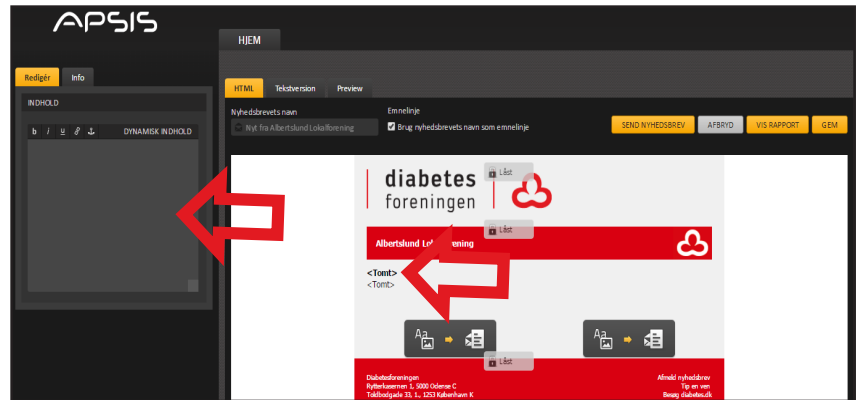 APSIS
HJEM
Redigér Info
HTML Tekstversion Preview
INDHOLD
Nyhedsbrevets navn Emnelinje
Nyt fra Albertslund Lokalforening Brug nyhedsbrevets navn som emnelinje
SEND NYHEDSBREV AFBRYD VIS RAPPORT GEM
b i u DYNAMISK INDHOLD
Låst
diabetes
foreningen
Låst
Albertslund
<Tomt>
<Tomt>
Aa
Aa
Låst
Diabetesforeningen
Rytterkasernen 1, 5000 Odense C
Toldbodgade 33, 1., 1253 København K
Afmeld nyhedsbrev
Tip en ven
Besøg diabetes.dk